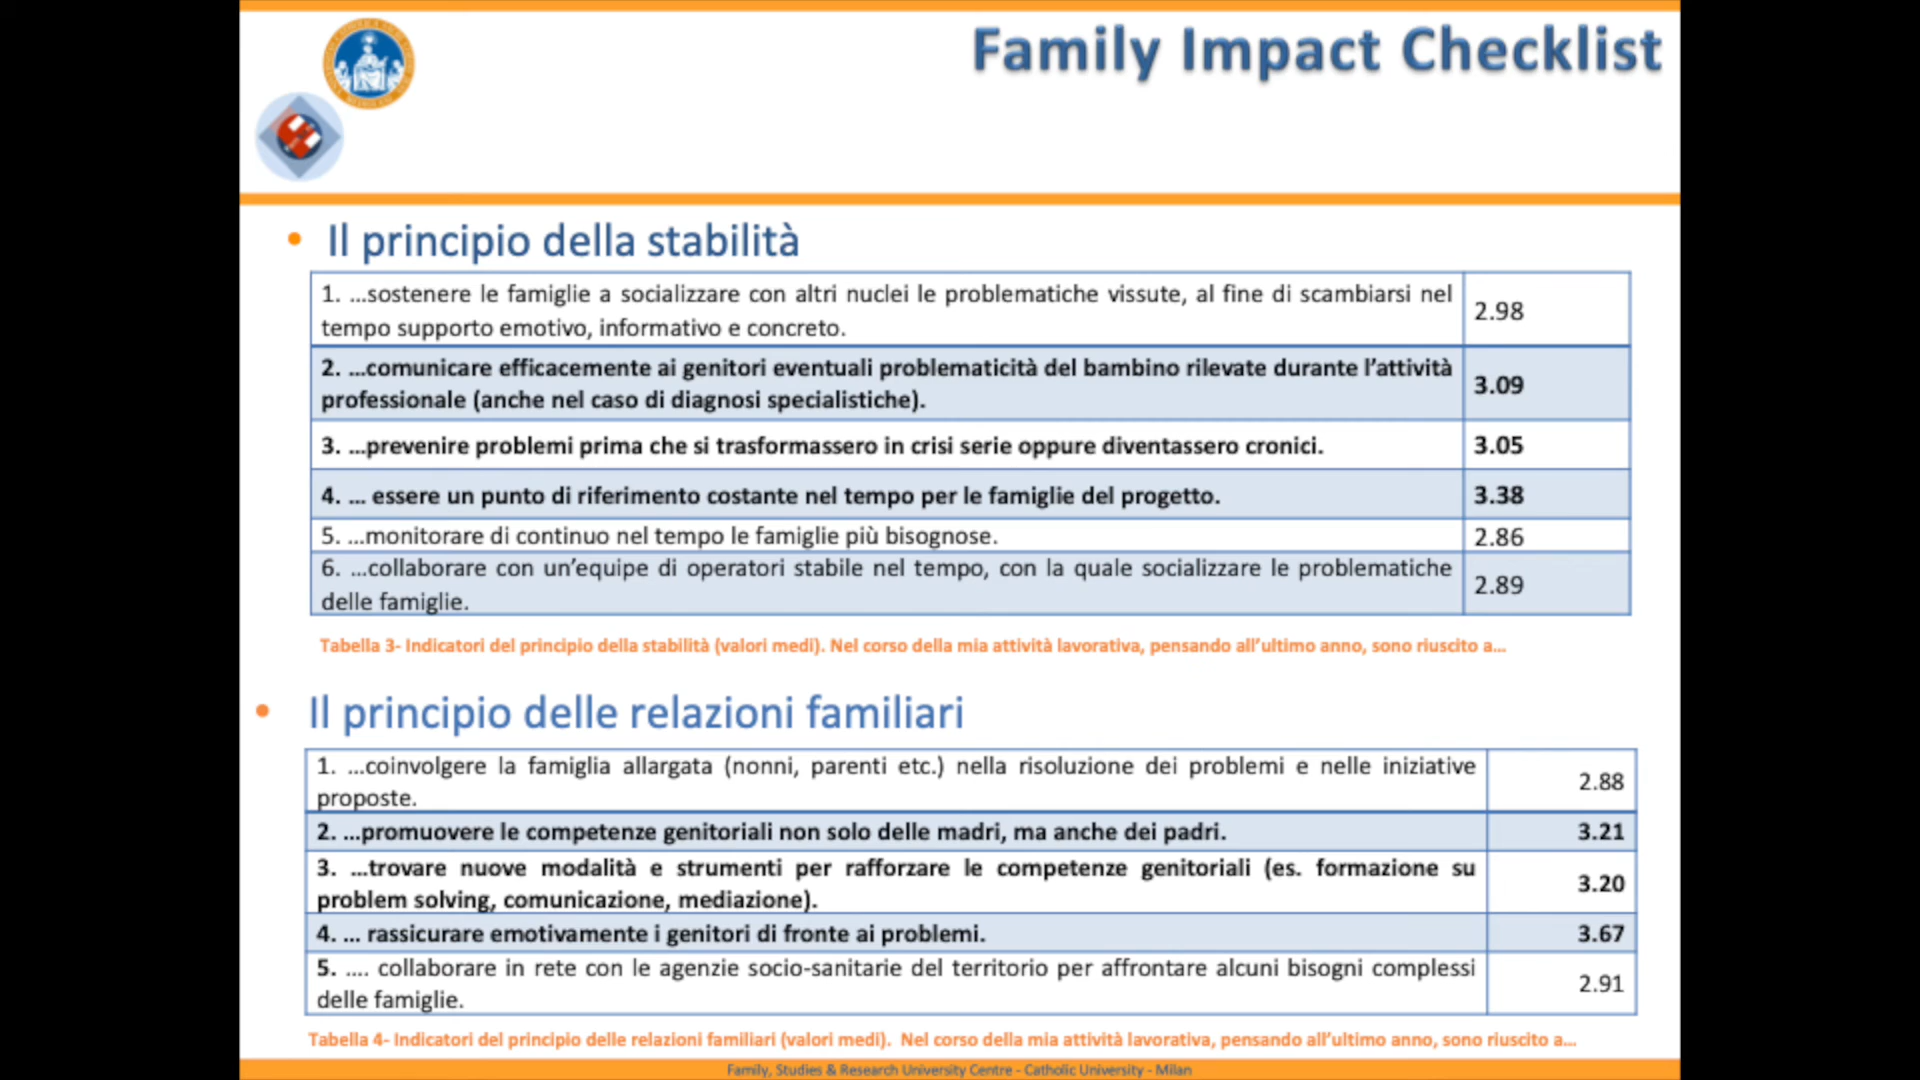 Family Impact Checklist
• Il principio della stabilità
1. ...sostenere le famiglie a socializzare con altri nuclei le problematiche vissute, al fine di scambiarsi nel
tempo supporto emotivo, informativo e concreto.
2.98
2. ...comunicare efficacemente ai genitori eventuali problematicità del bambino rilevate durante l'attività
professionale (anche nel caso di diagnosi specialistiche).
3.09
3. ...prevenire problemi prima che si trasformassero in crisi serie oppure diventassero cronici.
3.05
4. ... essere un punto di riferimento costante nel tempo per le famiglie del progetto.
3.38
5. ...monitorare di continuo nel tempo le famiglie più bisognose.
2.86
6. ...collaborare con un'equipe di operatori stabile nel tempo, con la quale socializzare le problematiche
delle famiglie.
2.89
Tabella 3- Indicatori del principio della stabilità (valori medi). Nel corso della mia attività lavorativa, pensando all'ultimo anno, sono riuscito a...
• Il principio delle relazioni familiari
1. ...coinvolgere la famiglia allargata (nonni, parenti etc.) nella risoluzione dei problemi e nelle iniziative
proposte.
2.88
2. ...promuovere le competenze genitoriali non solo delle madri, ma anche dei padri.
3.21
3. ...trovare nuove modalità e strumenti per rafforzare le competenze genitoriali (es. formazione su
problem solving, comunicazione, mediazione).
3.20
4. ... rassicurare emotivamente i genitori di fronte ai problemi.
3.67
5. .... collaborare in rete con le agenzie socio-sanitarie del territorio per affrontare alcuni bisogni complessi
delle famiglie.
2.91
Tabella 4- Indicatori del principio delle relazioni familiari (valori medi).  Nel corso della mia attività lavorativa, pensando all'ultimo anno, sono riuscito a...
Family, Studies & Research University Centre - Catholic University - Milan